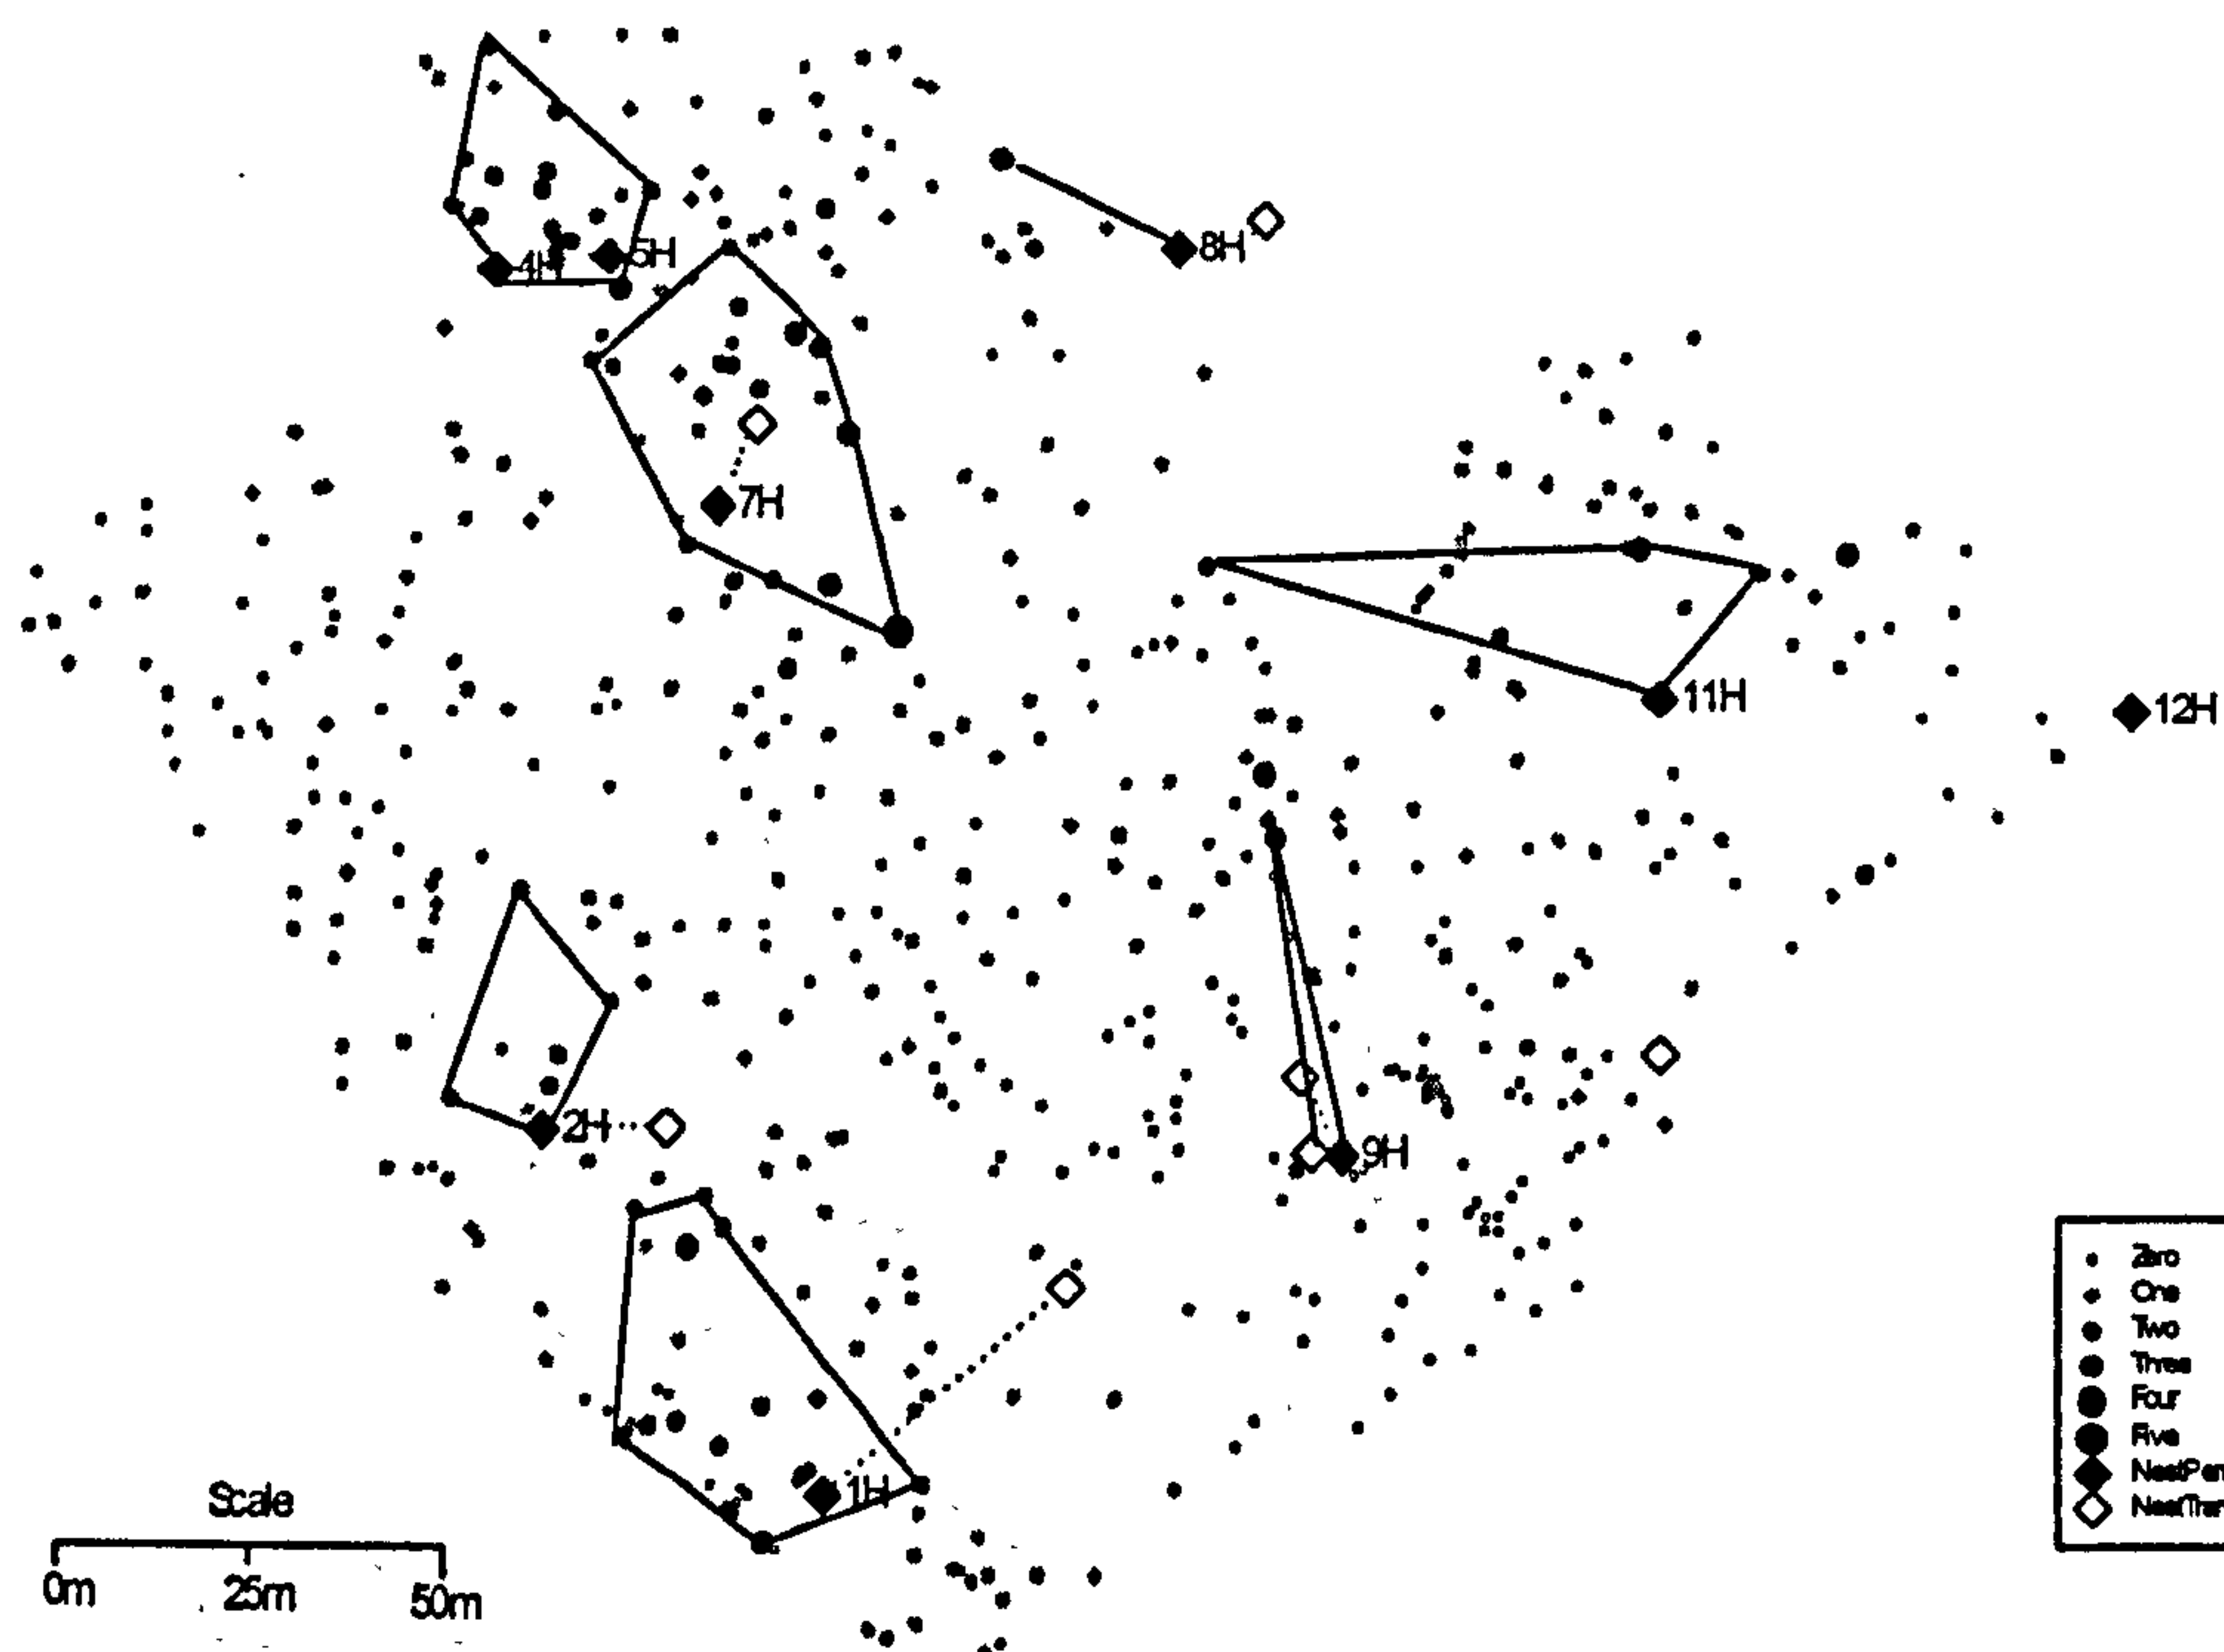 5H
4H
8H
7H
11H
12H
2H
9H
1H
Scale
0m 25m 50m
Zero
One
Two
Three
Four
Five